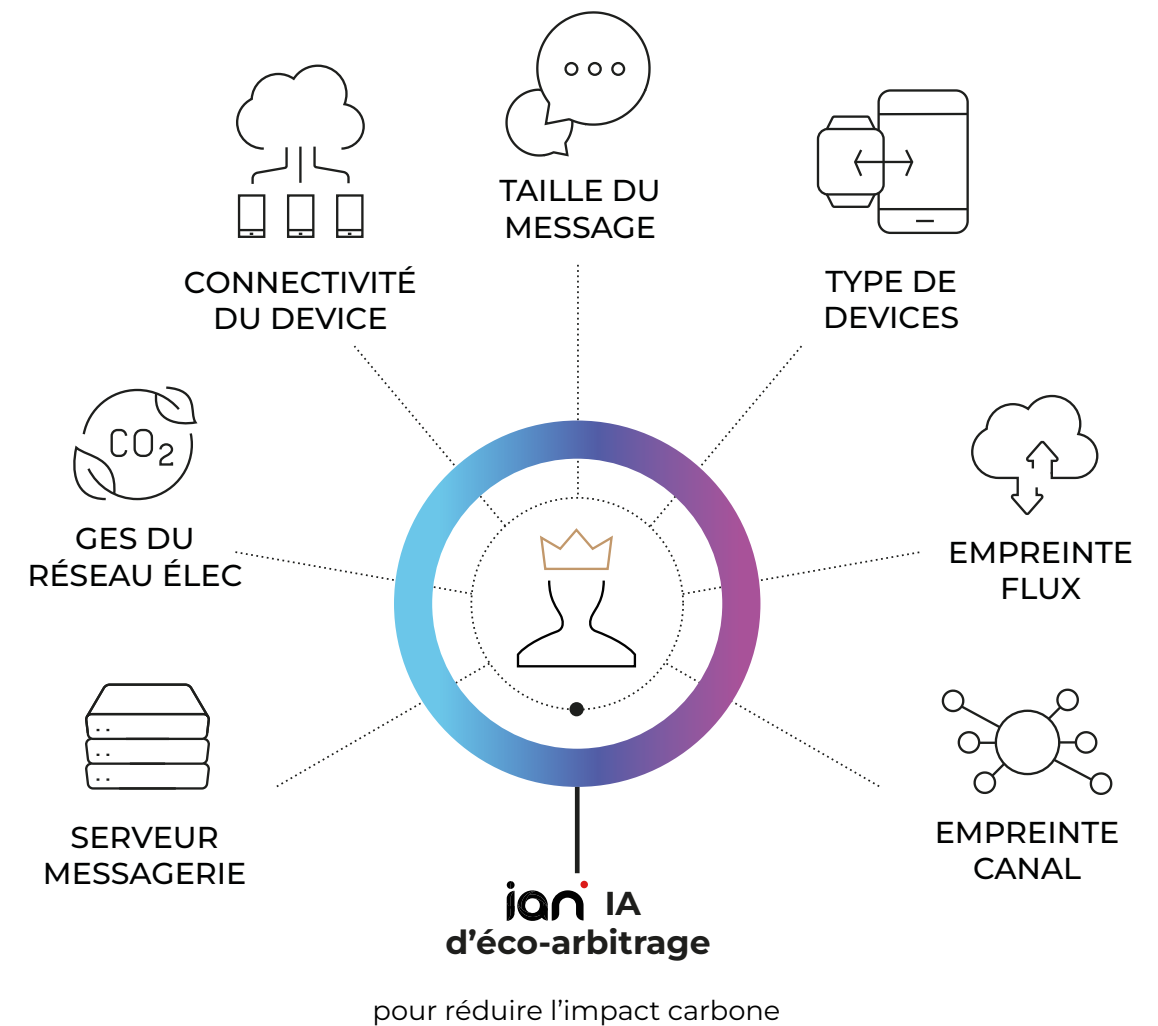 TAILLE DU
MESSAGE
CONNECTIVITÉ
DU DEVICE
TYPE DE
DEVICES
CO2
GES DU
RÉSEAU ÉLEC
EMPREINTE
FLUX
SERVEUR
MESSAGERIE
EMPREINTE
CANAL
ian IA
d’éco-arbitrage
pour réduire l’impact carbone